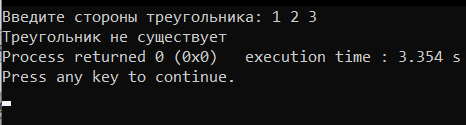 Введите стороны треугольника: 1 2 3
Треугольник не существует
Process returned 0 (0x0)   execution time : 3.354 s
Press any key to continue.